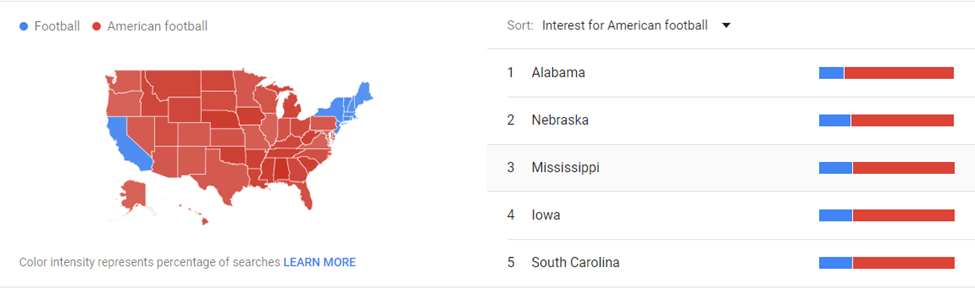 Football American football
Sort: Interest for American football
1 Alabama
2 Nebraska
3 Mississippi
4 Iowa
5 South Carolina
Color intensity represents percentage of searches LEARN MORE